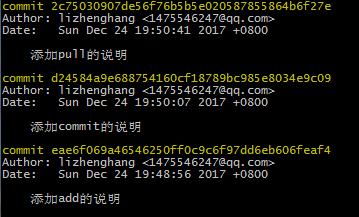 commit 2c75030907de56f76b5b5e020587855864b6f27e
Author: lizhenghang <1475546247@qq.com>
Date:   Sun Dec 24 19:50:41 2017 +0800
添加pull的说明
commit d24584a9e688754160cf18789bc985e8034e9c09
Author: lizhenghang <1475546247@qq.com>
Date:   Sun Dec 24 19:50:07 2017 +0800
添加commit的说明
commit eae6f069a46546250ff0c9c6f97dd6eb606feaf4
Author: lizhenghang <1475546247@qq.com>
Date:   Sun Dec 24 19:48:56 2017 +0800
添加add的说明